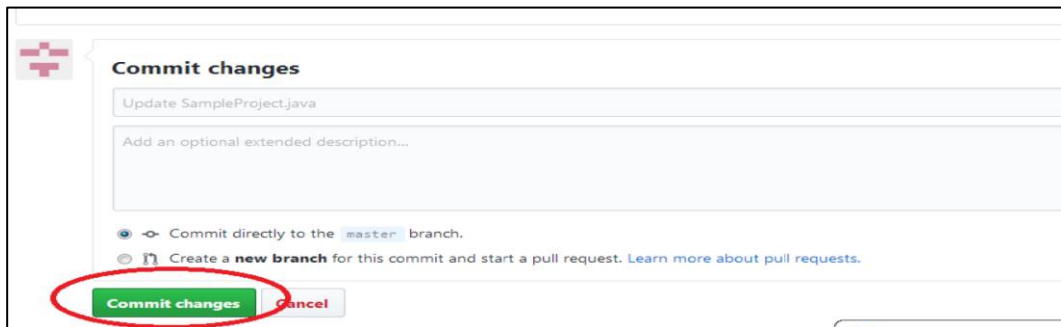 Commit changes
Update SampleProject.java
Add an optional extended description...
Commit directly to the master branch.
Create a new branch for this commit and start a pull request. Learn more about pull requests.
Commit changes Cancel